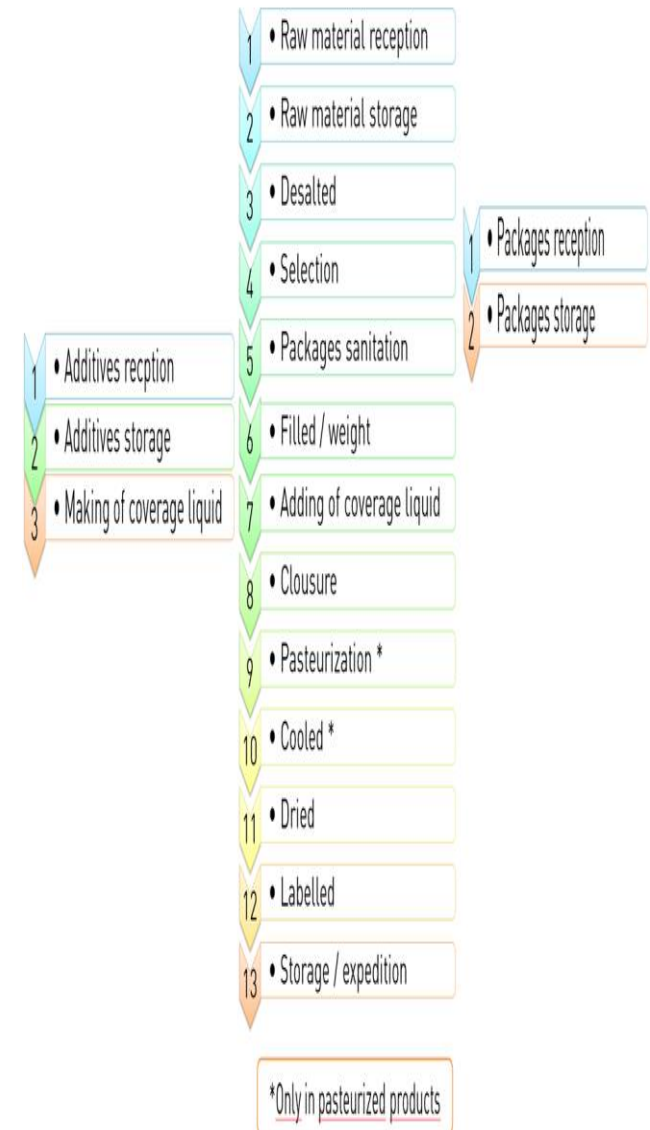 1 • Raw material reception
2 • Raw material storage
3 • Desalted
4 • Selection
5 • Packages sanitation
6 • Filled / weight
7 • Adding of coverage liquid
8 • Clousure
9 • Pasteurization *
10 • Cooled *
11 • Dried
12 • Labelled
13 • Storage / expedition
1 • Additives recption
2 • Additives storage
3 • Making of coverage liquid
1 • Packages reception
2 • Packages storage
*Only in pasteurized products